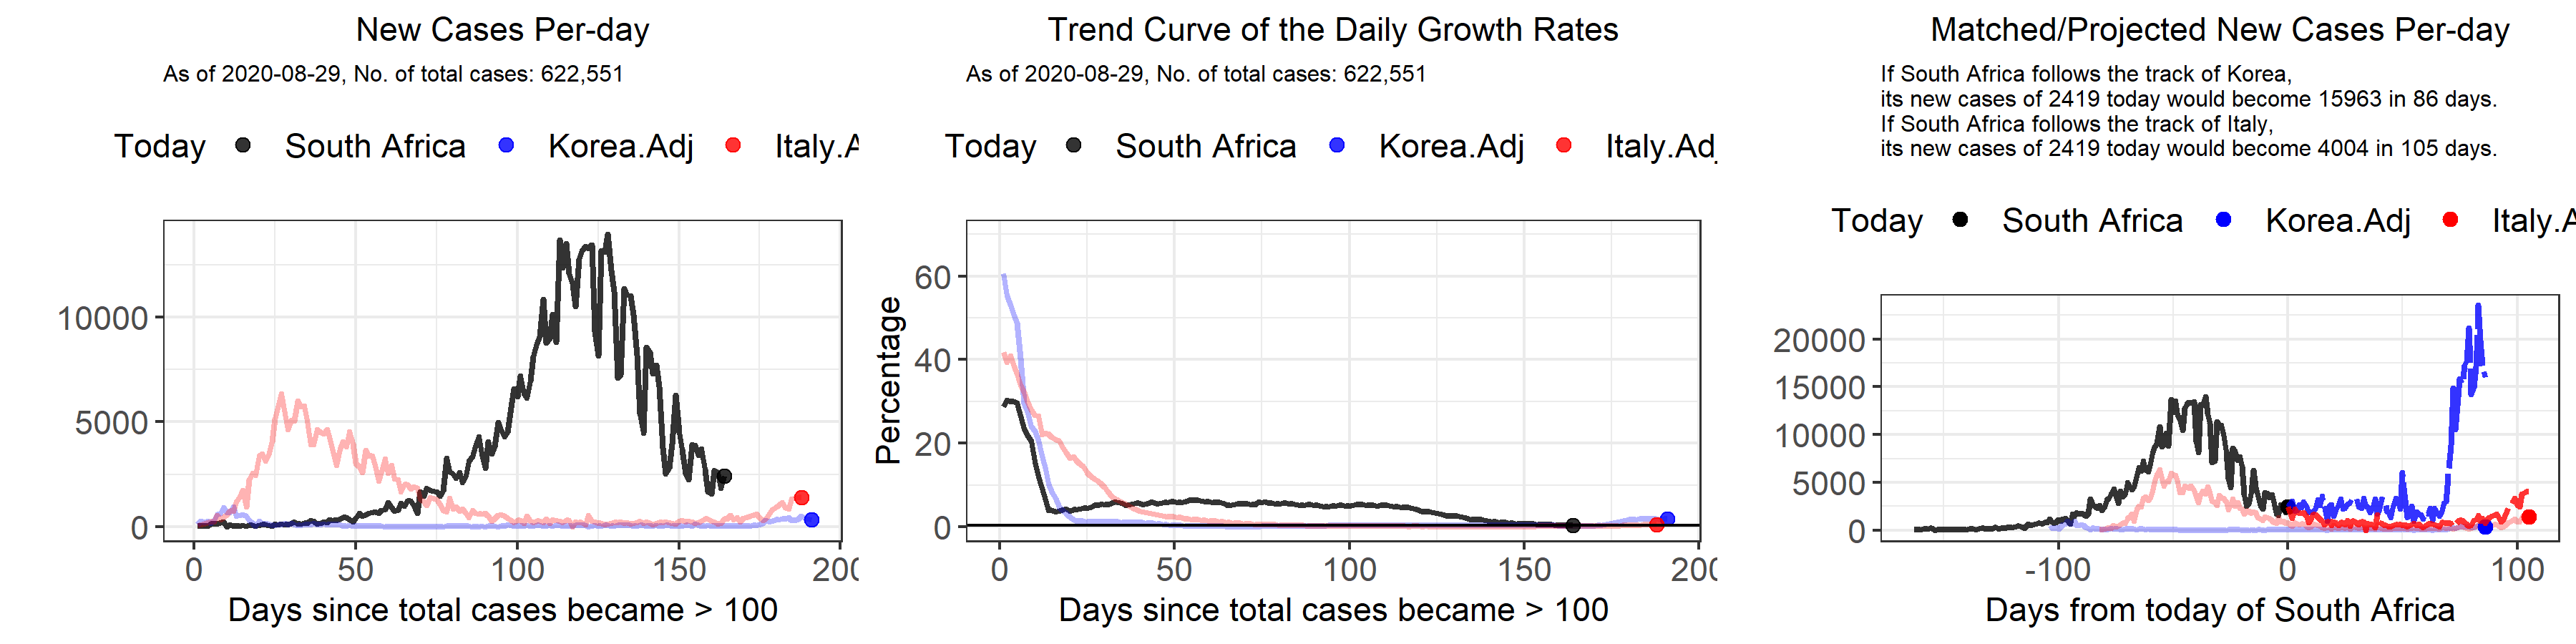 New Cases Per-day
As of 2020-08-29, No. of total cases: 622,551
Today South Africa Korea.Adj Italy.A
10000
5000
0
0 50 100 150 200
Days since total cases became > 100
Trend Curve of the Daily Growth Rates
As of 2020-08-29, No. of total cases: 622,551
Today South Africa Korea.Adj Italy.Adj
Percentage
60
40
20
0
0 50 100 150 200
Days since total cases became > 100
Matched/Projected New Cases Per-day
If South Africa follows the track of Korea,
its new cases of 2419 today would become 15963 in 86 days.
If South Africa follows the track of Italy,
its new cases of 2419 today would become 4004 in 105 days.
Today South Africa Korea.Adj Italy.A
20000
15000
10000
5000
0
-100 0 100
Days from today of South Africa